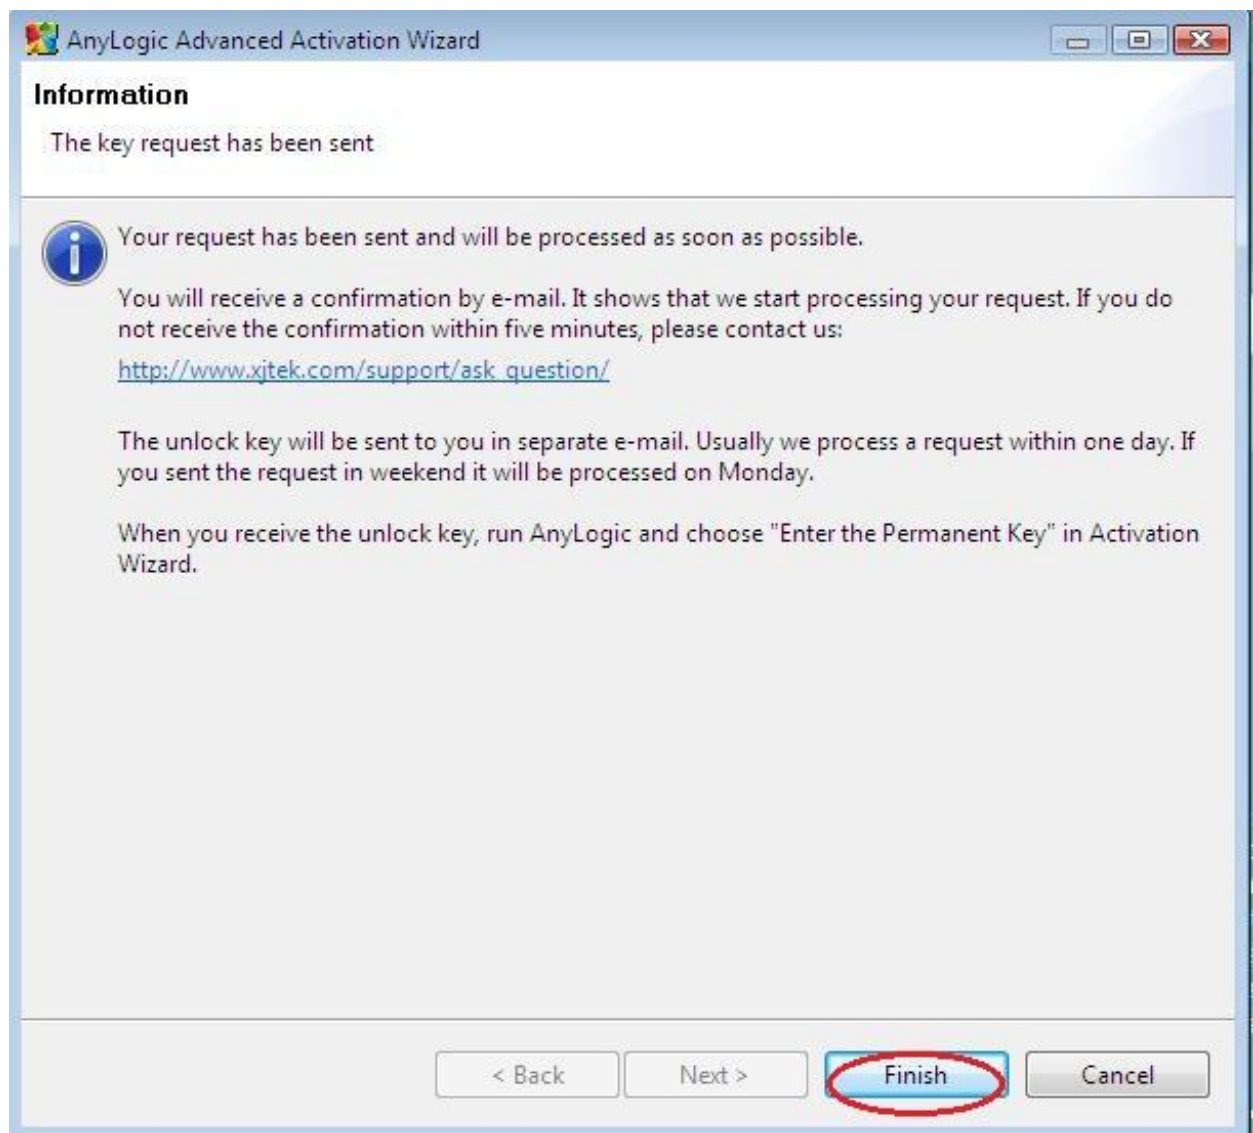 AnyLogic Advanced Activation Wizard
Information
The key request has been sent
Your request has been sent and will be processed as soon as possible.
You will receive a confirmation by e-mail. It shows that we start processing your request. If you do
not receive the confirmation within five minutes, please contact us:
http://www.xjtek.com/support/ask_question/
The unlock key will be sent to you in separate e-mail. Usually we process a request within one day. If
you sent the request in weekend it will be processed on Monday.
When you receive the unlock key, run AnyLogic and choose "Enter the Permanent Key" in Activation
Wizard.
< Back Next > Finish Cancel